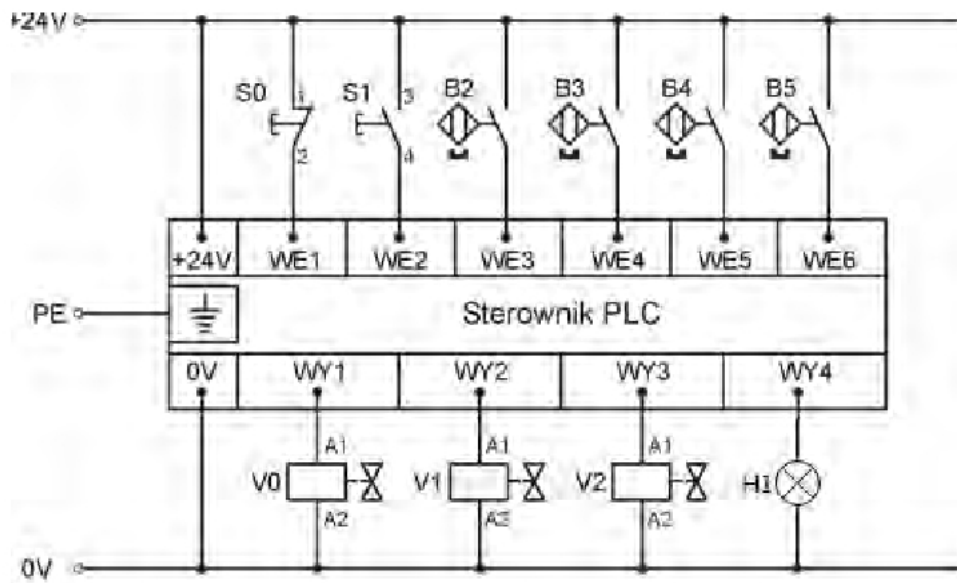 +24V
1 3
S0 S1 B2 B3 B4 B5
2 4
+24V WE1 WE2 WE3 WE4 WE5 WE6
PE Sterownik PLC
0V WY1 WY2 WY3 WY4
A1 A1 A1
V0 V1 V2 H1
A2 A2 A2
0V